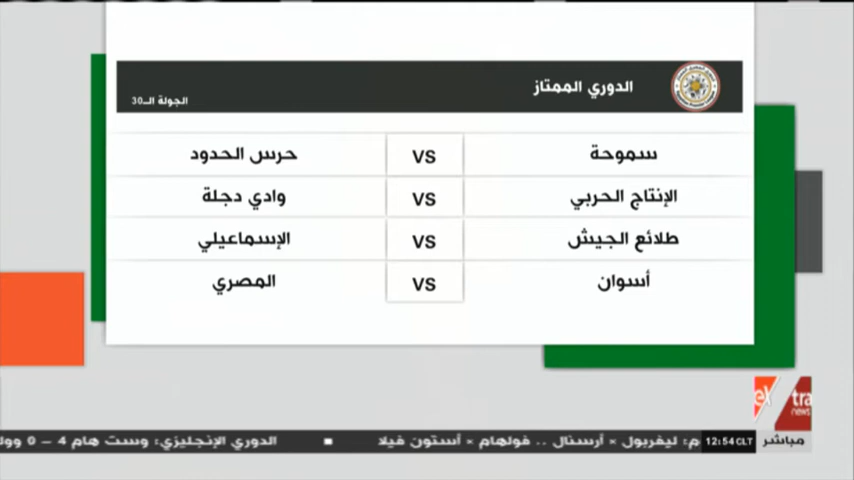 الدوري الممتاز
الجولة الـ30
سموحة VS حرس الحدود
الإنتاج الحربي VS وادي دجلة
طلائع الجيش VS الإسماعيلي
أسوان VS المصري
extra
news
مباشر
12:54 CLT
م: ليفربول × أرسنال .. فولهام × أستون فيلا ■ الدوري الإنجليزي: وست هام 4 – 0 وول